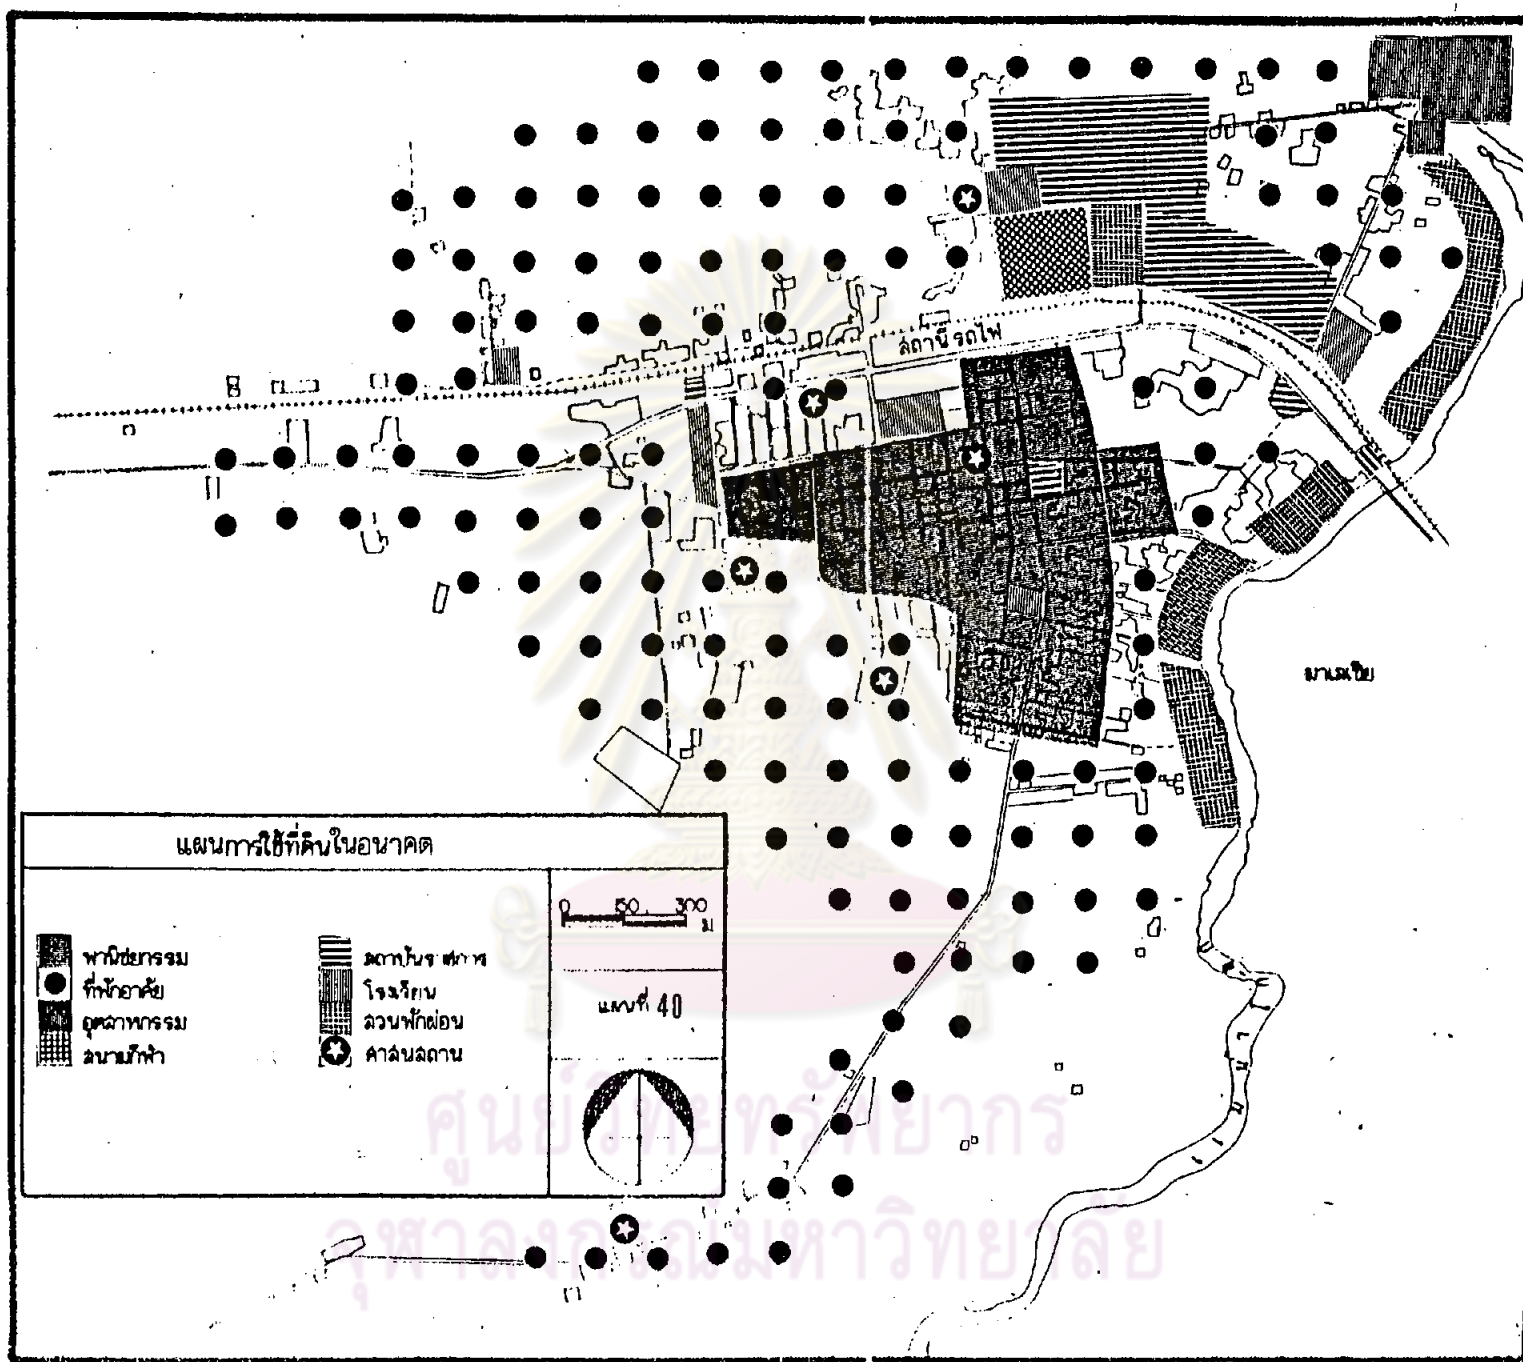 สถานีรถไฟ
มาเลเซีย
แผนการใช้ที่ดินในอนาคต
พาณิชยกรรม
ที่พักอาศัย
อุตสาหกรรม
สนามกีฬา
สถาบันราชการ
โรงเรียน
สวนพักผ่อน
ศาสนสถาน
0 150 300
ม
แผนที่ 40
ศูนย์วิทยทรัพยากร
จุฬาลงกรณ์มหาวิทยาลัย